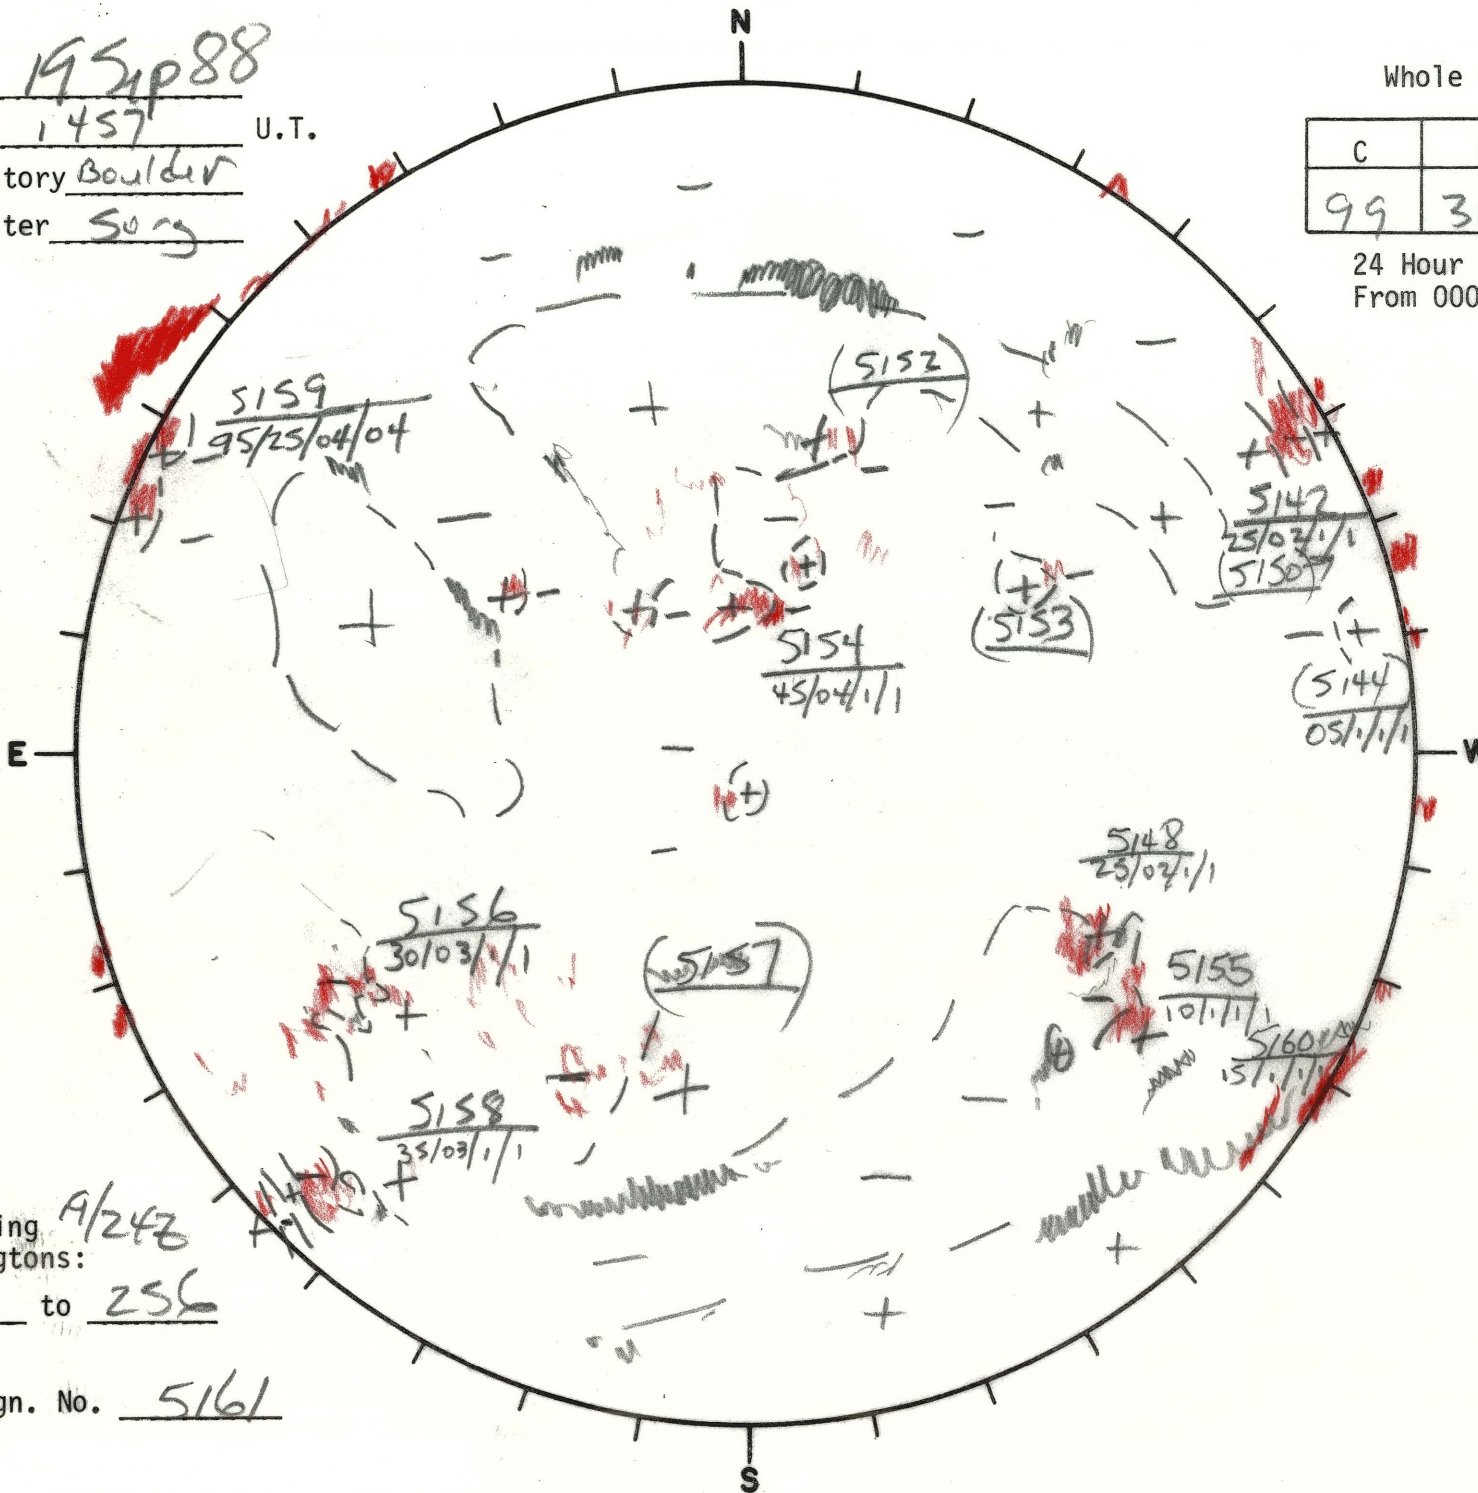 N
19 Sep 88
1457 U.T.
tory Boulder
ter
Whole
C
99 3
24 Hour
From 000
5159
95/25/04/04
(5152)
5142
25/02/1/1
(5150)
(5153)
5154
45/04/1/1
(5144)
05/1/1/1
E
W
5148
25/02/1/1
5156
30/03/1/1
(5157)
5155
10/1/1/1
5160
15/1/1/1
5158
35/03/1/1
ing A/24Z
gtons:
to 256
gn. No. 5161
S